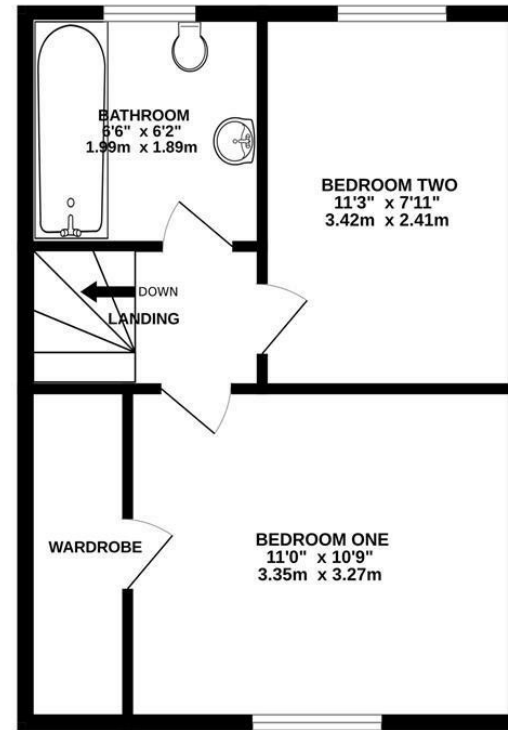 BATHROOM
6'6" x 6'2"
1.99m x 1.89m
BEDROOM TWO
11'3" x 7'11"
3.42m x 2.41m
DOWN
LANDING
WARDROBE
BEDROOM ONE
11'0" x 10'9"
3.35m x 3.27m